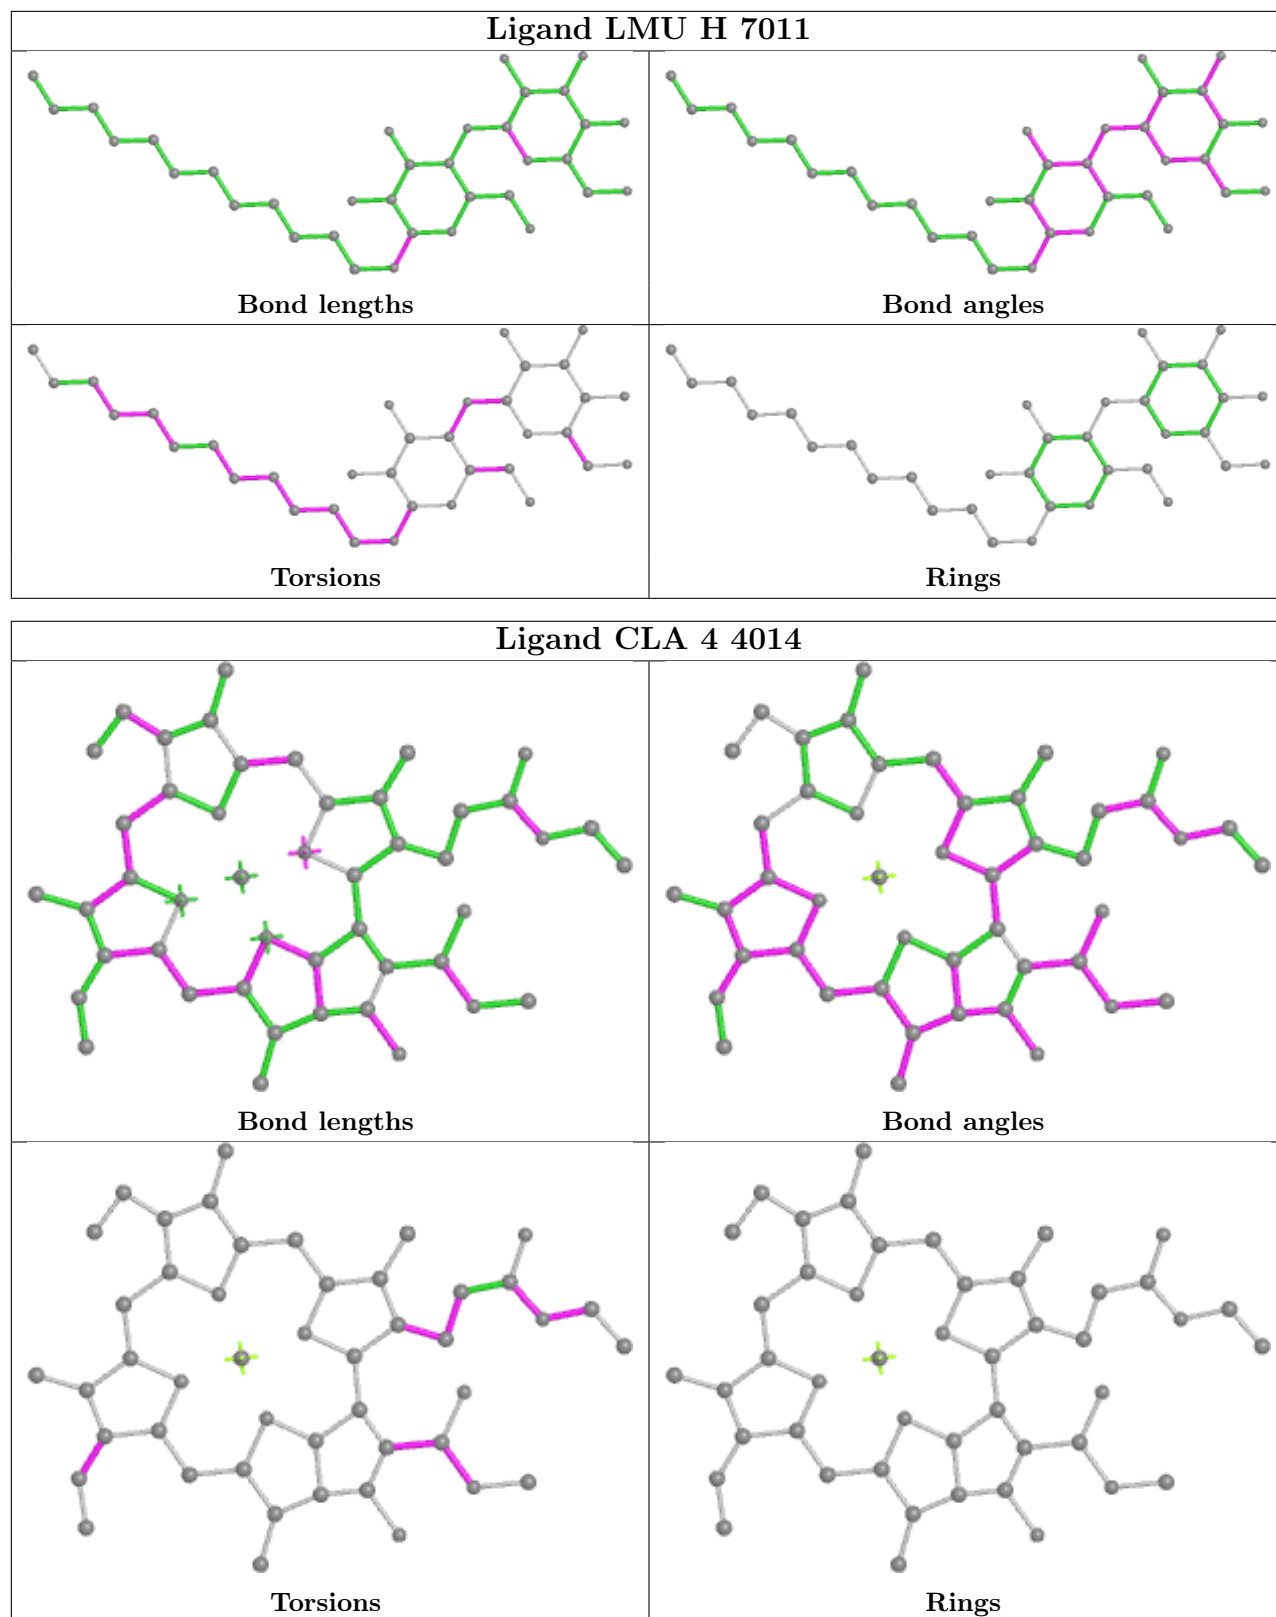 Ligand LMU H 7011
Bond lengths
Bond angles
Torsions
Rings
Ligand CLA 4 4014
Bond lengths
Bond angles
Torsions
Rings